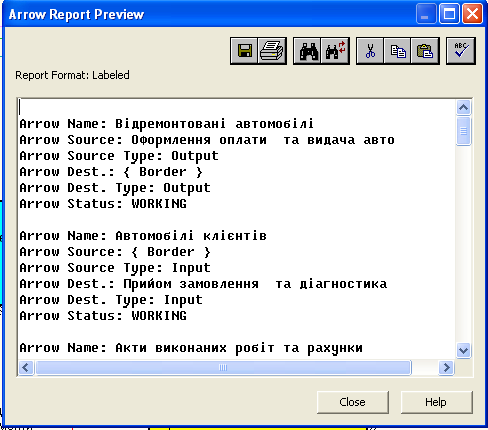 Arrow Report Preview
ABC
Report Format: Labeled
Arrow Name: Відремонтовані автомобілі
Arrow Source: Оформлення оплати  та видача авто
Arrow Source Type: Output
Arrow Dest.: { Border }
Arrow Dest. Type: Output
Arrow Status: WORKING
Arrow Name: Автомобілі клієнтів
Arrow Source: { Border }
Arrow Source Type: Input
Arrow Dest.: Прийом замовлення  та діагностика
Arrow Dest. Type: Input
Arrow Status: WORKING
Arrow Name: Акти виконаних робіт та рахунки
Close
Help